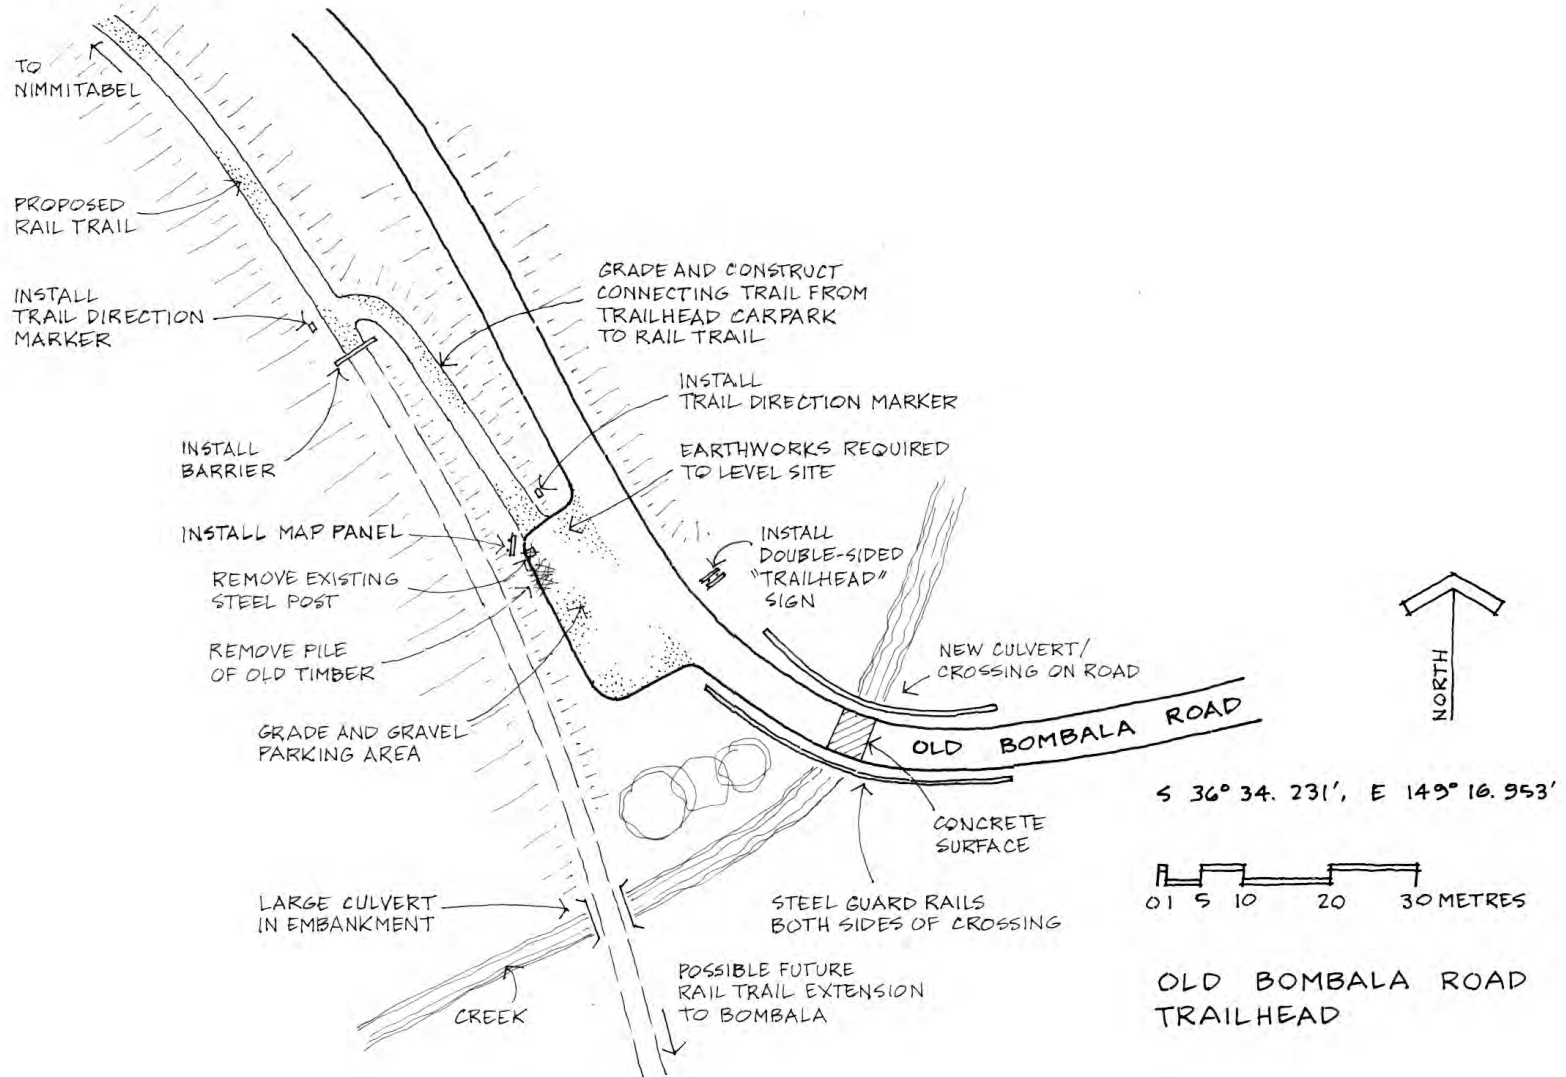 TO
NIMMITABEL
PROPOSED
RAIL TRAIL
INSTALL
TRAIL DIRECTION
MARKER
INSTALL
BARRIER
GRADE AND CONSTRUCT
CONNECTING TRAIL FROM
TRAILHEAD CARPARK
TO RAIL TRAIL
INSTALL
TRAIL DIRECTION MARKER
EARTHWORKS REQUIRED
TO LEVEL SITE
INSTALL MAP PANEL
REMOVE EXISTING
STEEL POST
REMOVE PILE
OF OLD TIMBER
GRADE AND GRAVEL
PARKING AREA
INSTALL
DOUBLE-SIDED
"TRAILHEAD"
SIGN
NEW CULVERT/
CROSSING ON ROAD
OLD BOMBALA ROAD
CONCRETE
SURFACE
STEEL GUARD RAILS
BOTH SIDES OF CROSSING
LARGE CULVERT
IN EMBANKMENT
CREEK
POSSIBLE FUTURE
RAIL TRAIL EXTENSION
TO BOMBALA
NORTH
S 36° 34. 231', E 149° 16. 953'
0 1 5 10 20 30 METRES
OLD BOMBALA ROAD
TRAILHEAD